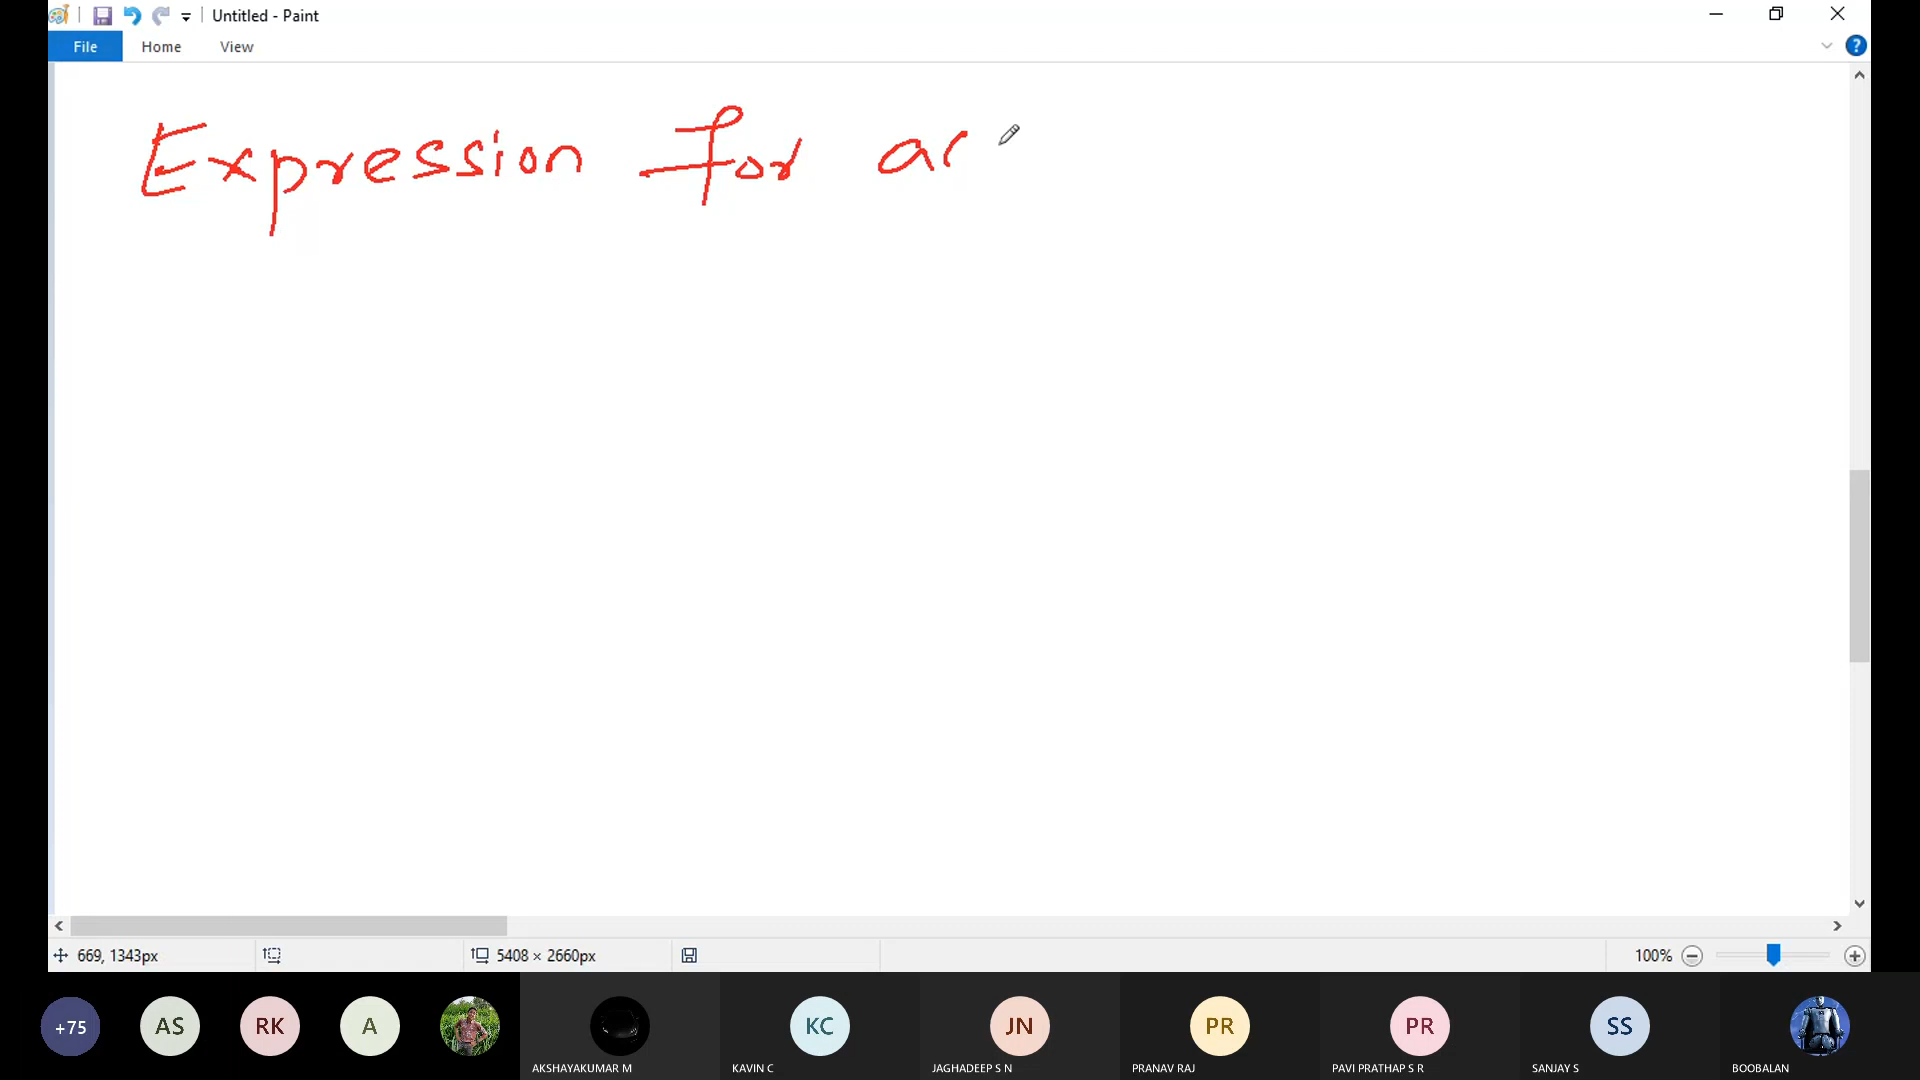 Untitled - Paint
File Home View ?
Expression for ac
669, 1343px 5408 × 2660px 100%
+75 AS RK A KC JN PR PR SS
AKSHAYAKUMAR M KAVIN C JAGHADEEP S N PRANAV RAJ PAVI PRATHAP S R SANJAY S BOOBALAN